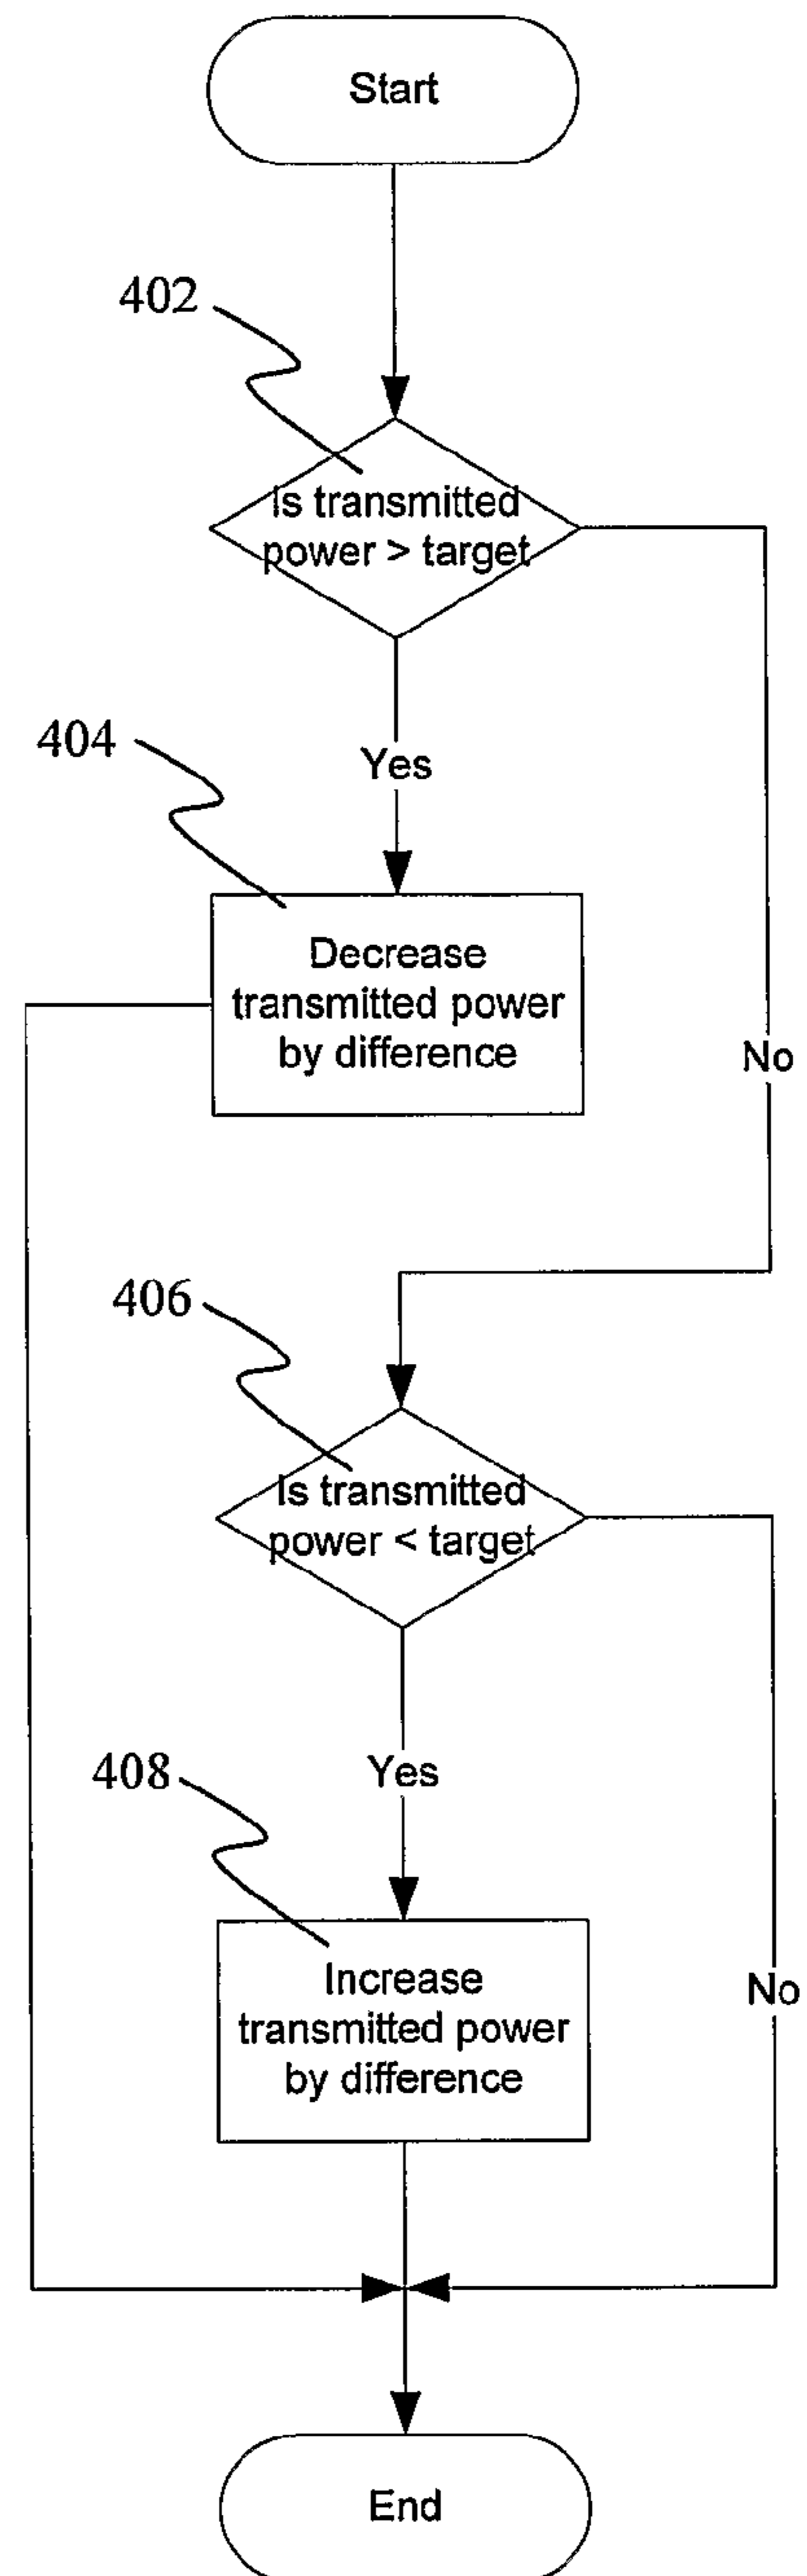 Start
402
Is transmitted
power > target
404
Yes
Decrease
transmitted power
by difference
No
406
Is transmitted
power < target
408
Yes
Increase
transmitted power
by difference
No
End